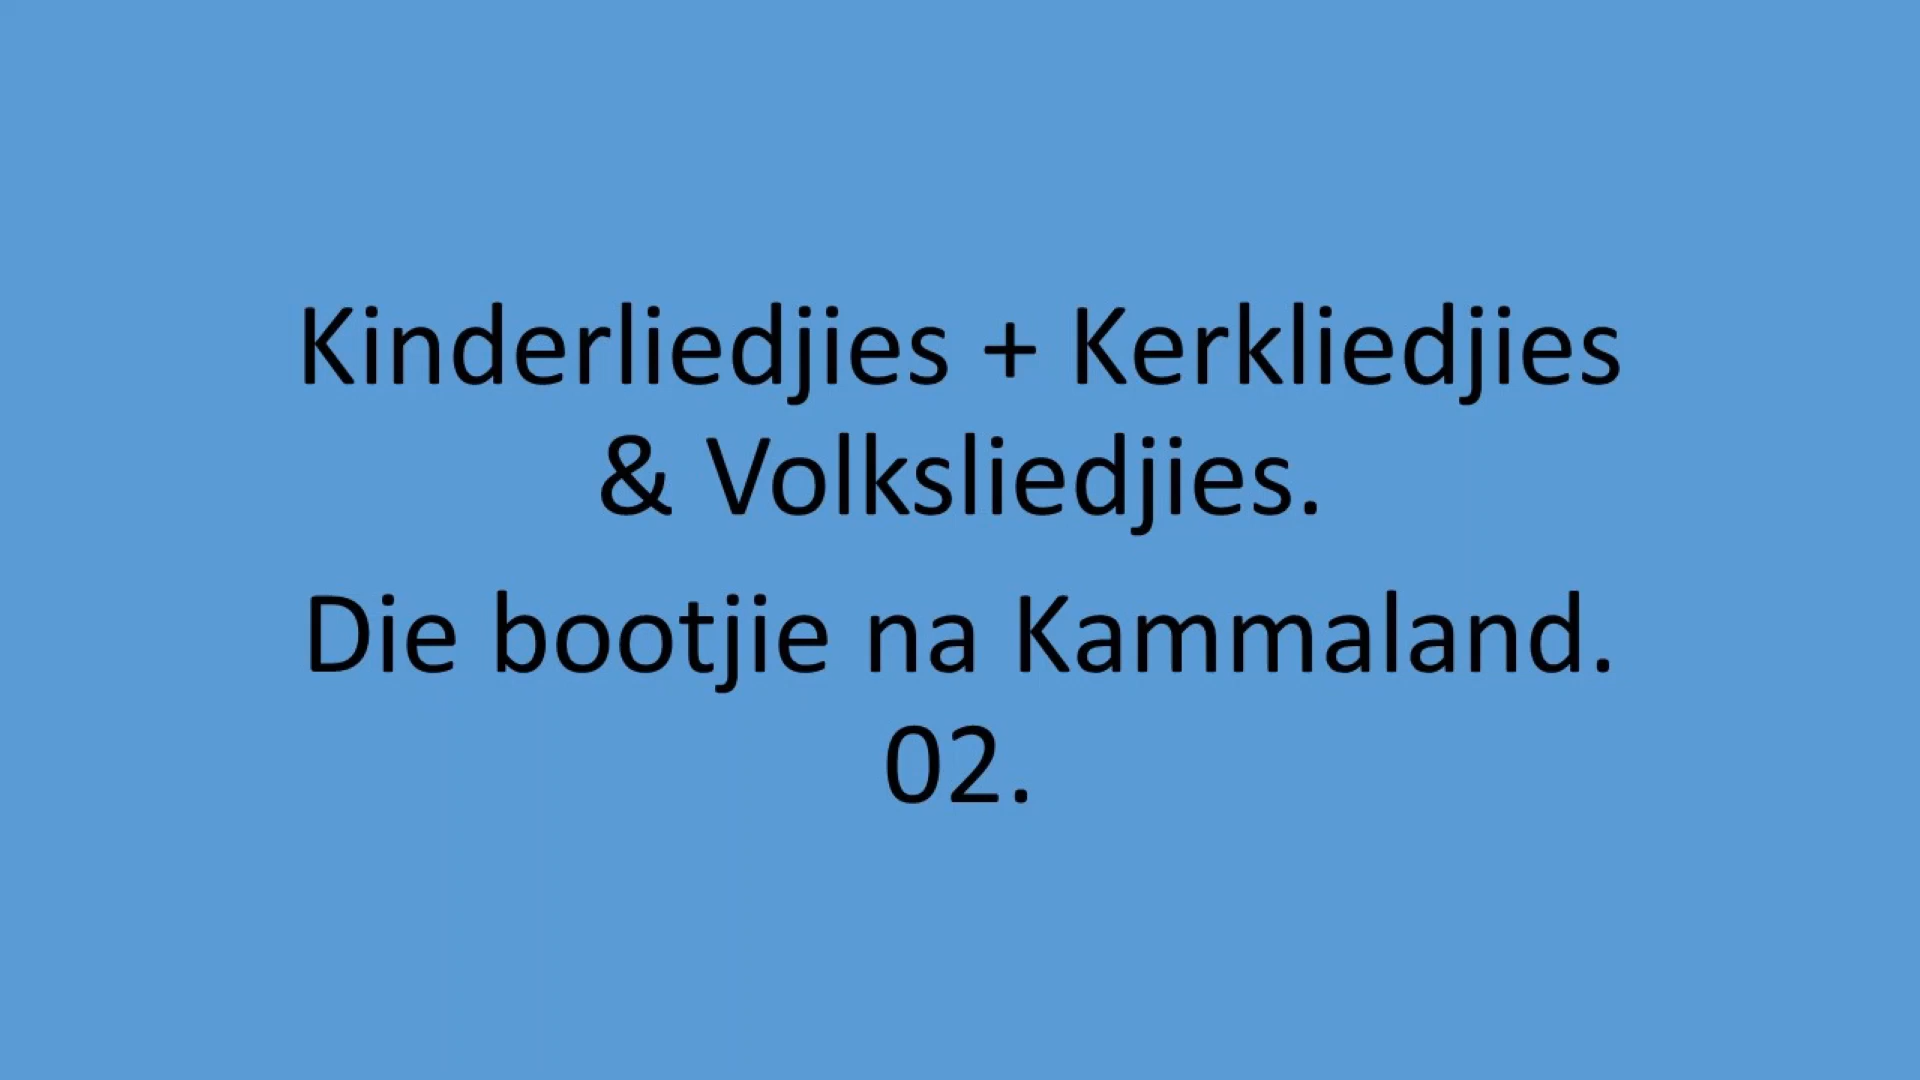 Kinderliedjies + Kerkliedjies
& Volksliedjies.
Die bootjie na Kammaland.
02.